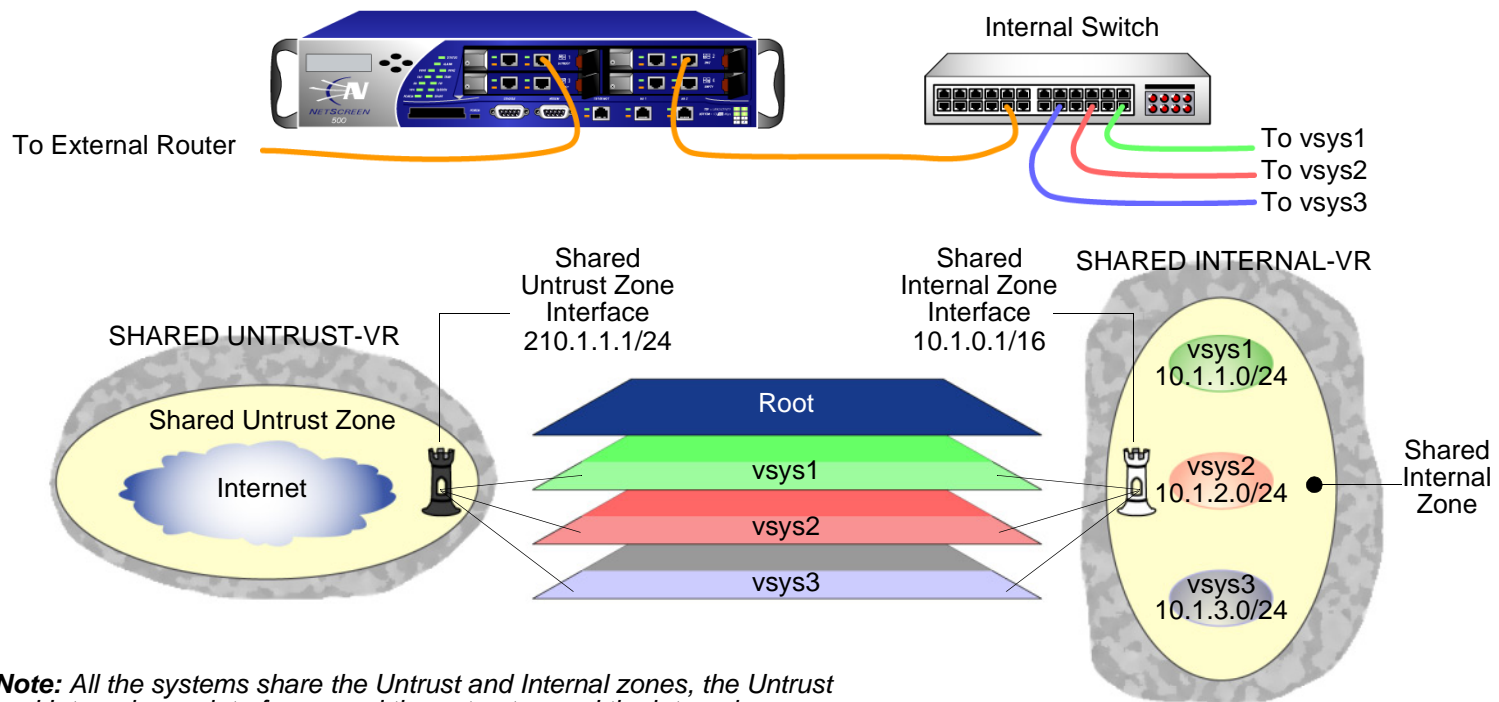 Internal Switch
NETSCREEN
500
To External Router
To vsys1
To vsys2
To vsys3
Shared
Untrust Zone
Interface
210.1.1.1/24
Shared
Internal Zone
Interface
10.1.0.1/16
SHARED INTERNAL-VR
SHARED UNTRUST-VR
Shared Untrust Zone
Internet
Root
vsys1
vsys2
vsys3
vsys1
10.1.1.0/24
vsys2
10.1.2.0/24
vsys3
10.1.3.0/24
Shared
Internal
Zone
Note: All the systems share the Untrust and Internal zones, the Untrust